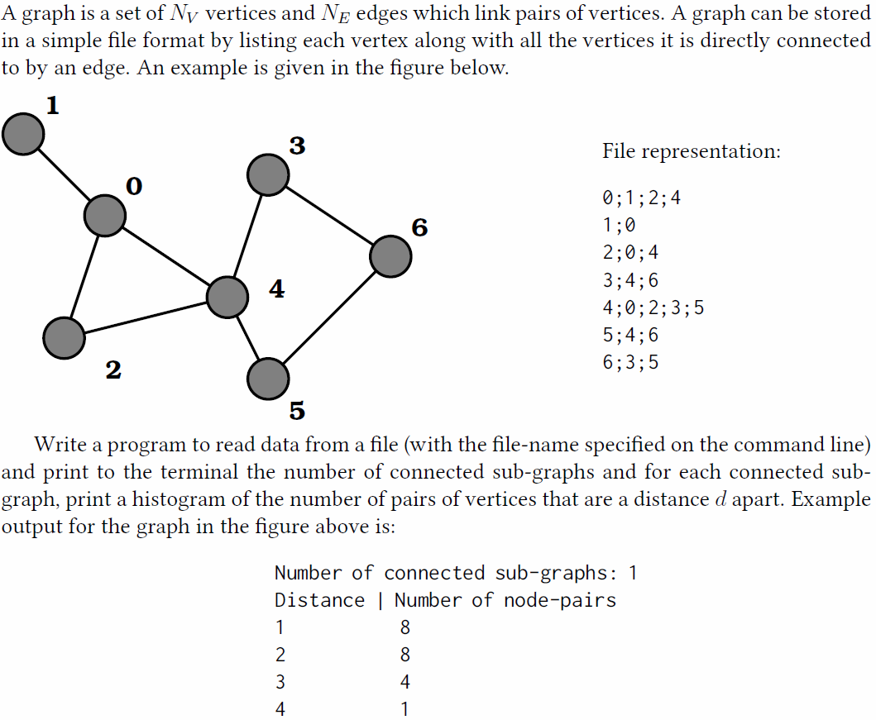 A graph is a set of N_V vertices and N_E edges which link pairs of vertices. A graph can be stored
in a simple file format by listing each vertex along with all the vertices it is directly connected
to by an edge. An example is given in the figure below.
1
3
0
6
4
2
5
File representation:
0;1;2;4
1;0
2;0;4
3;4;6
4;0;2;3;5
5;4;6
6;3;5
Write a program to read data from a file (with the file-name specified on the command line)
and print to the terminal the number of connected sub-graphs and for each connected sub-
graph, print a histogram of the number of pairs of vertices that are a distance d apart. Example
output for the graph in the figure above is:
Number of connected sub-graphs: 1
Distance | Number of node-pairs
1 8
2 8
3 4
4 1